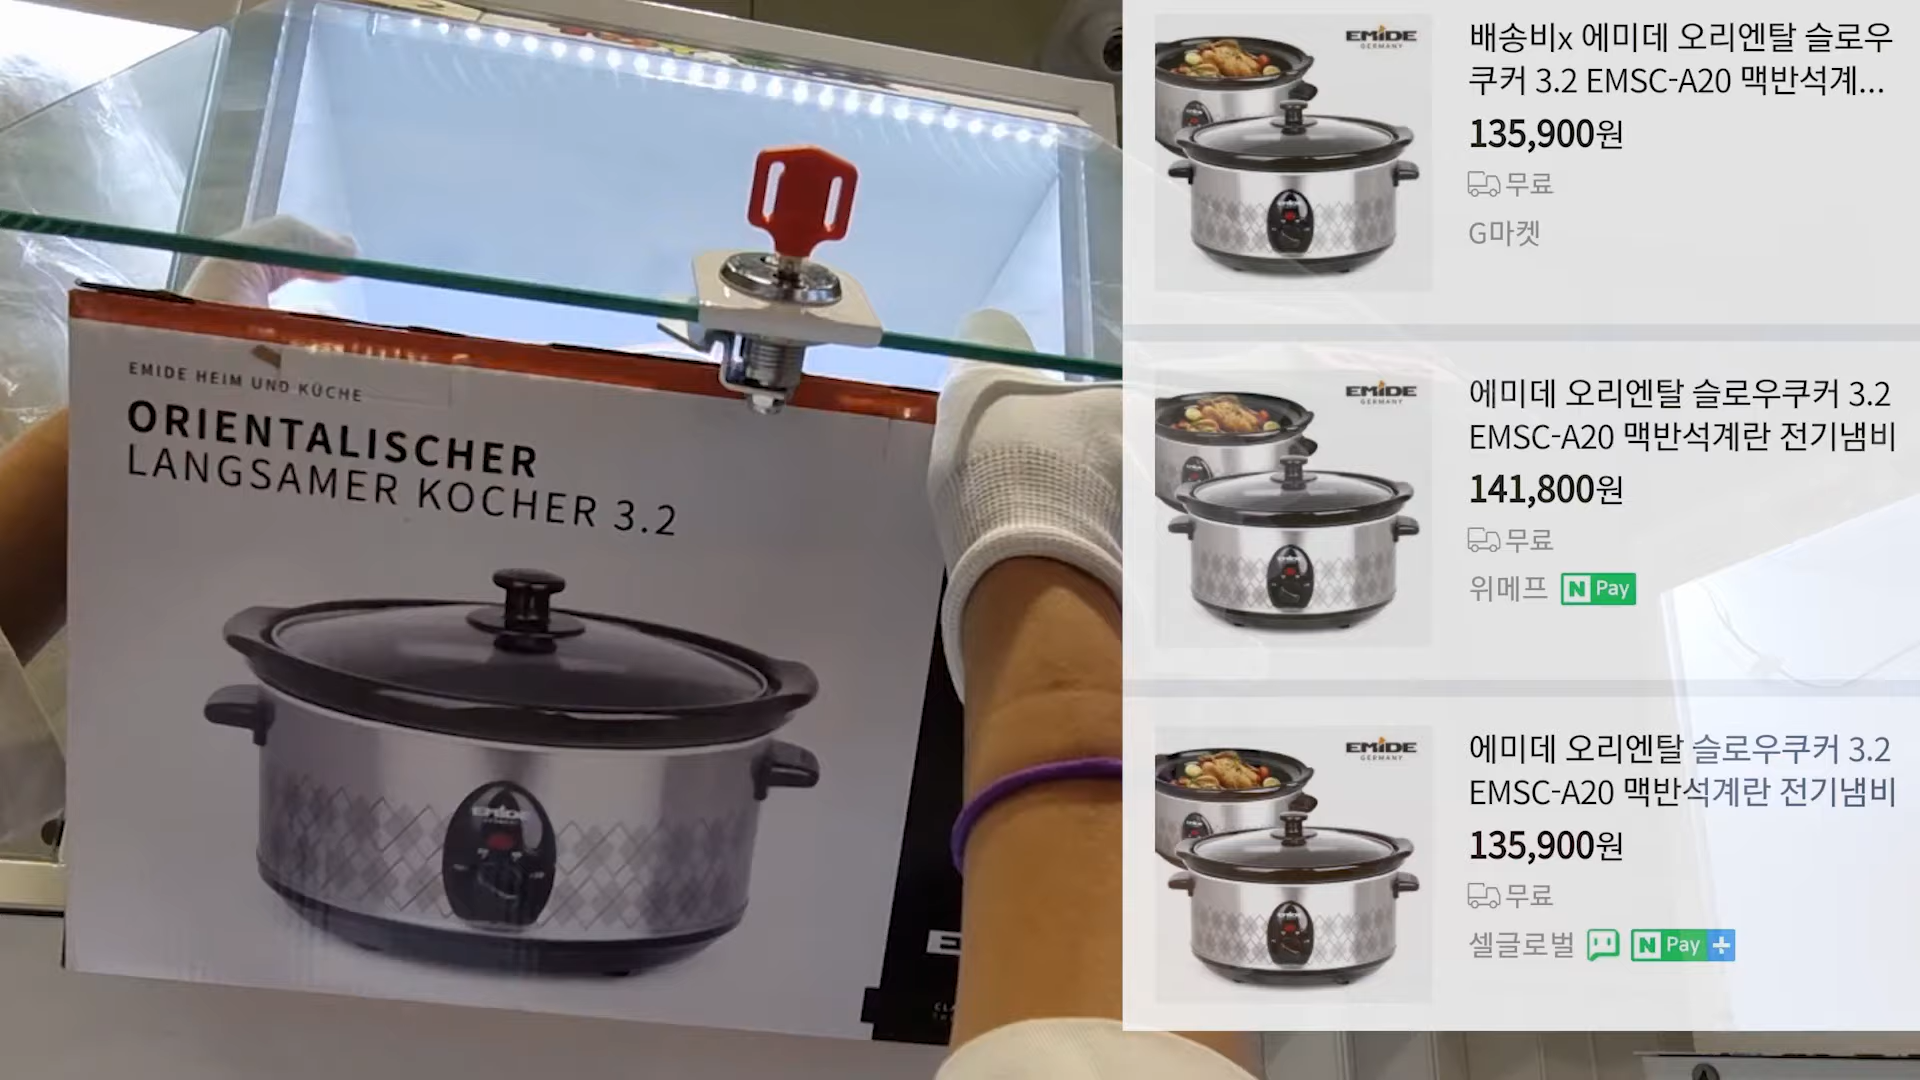 EMIDE HEIM UND KÜCHE
ORIENTALISCHER
LANGSAMER KOCHER 3.2
EMIDE
EMIDE
GERMANY
배송비x 에미데 오리엔탈 슬로우
쿠커 3.2 EMSC-A20 맥반석계...
135,900원
무료
G마켓
EMIDE
GERMANY
에미데 오리엔탈 슬로우쿠커 3.2
EMSC-A20 맥반석계란 전기냄비
141,800원
무료
위메프 N Pay
EMIDE
GERMANY
에미데 오리엔탈 슬로우쿠커 3.2
EMSC-A20 맥반석계란 전기냄비
135,900원
무료
셀글로벌 N Pay +